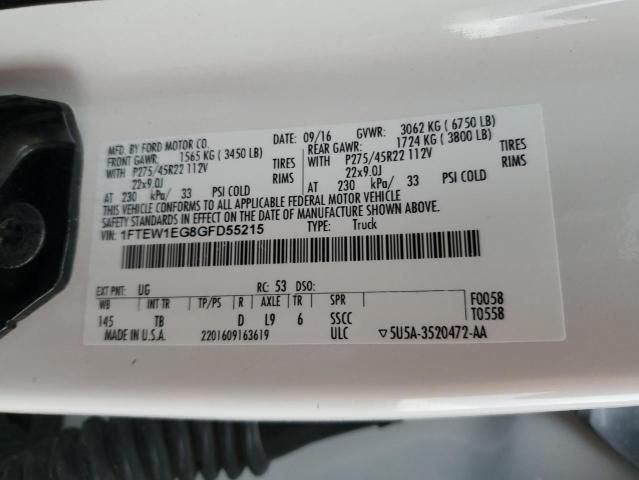 MFD. BY FORD MOTOR CO.
DATE: 09/16 GVWR: 3062 KG ( 6750 LB)
FRONT GAWR: 1565 KG ( 3450 LB) REAR GAWR: 1724 KG ( 3800 LB)
WITH P275/45R22 112V TIRES WITH P275/45R22 112V TIRES
22x9.0J RIMS 22x9.0J RIMS
AT 230 kPa/ 33 PSI COLD AT 230 kPa/ 33 PSI COLD
THIS VEHICLE CONFORMS TO ALL APPLICABLE FEDERAL MOTOR VEHICLE
SAFETY STANDARDS IN EFFECT ON THE DATE OF MANUFACTURE SHOWN ABOVE.
VIN: 1FTEW1EG8GFD55215 TYPE: Truck
EXT PNT: UG RC: 53 DSO:
WB INT TR TP/PS R AXLE TR SPR F0058
145 TB D L9 6 SSCC T0558
MADE IN U.S.A. 2201609163619 ULC ▽5U5A-3520472-AA